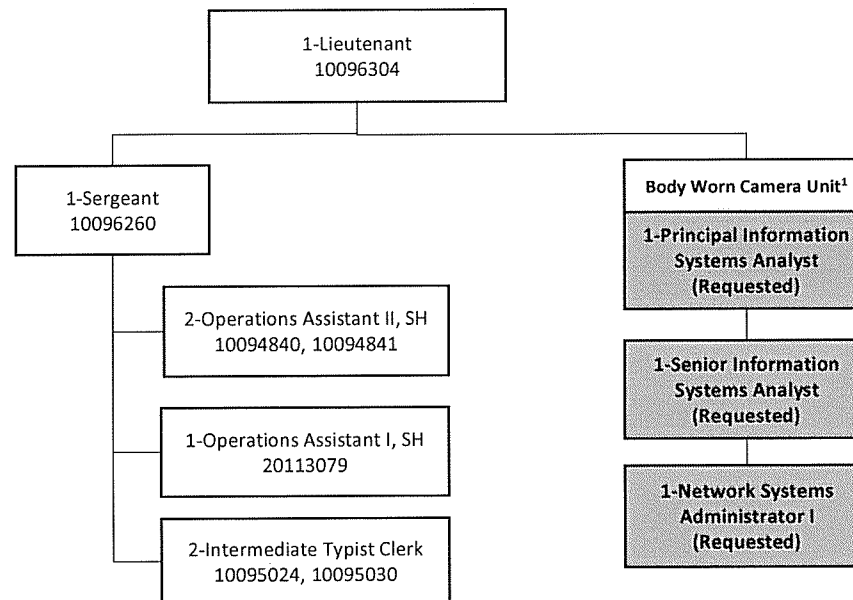 1-Lieutenant
10096304
1-Sergeant
10096260
2-Operations Assistant II, SH
10094840, 10094841
1-Operations Assistant I, SH
20113079
2-Intermediate Typist Clerk
10095024, 10095030
Body Worn Camera Unit¹
1-Principal Information
Systems Analyst
(Requested)
1-Senior Information
Systems Analyst
(Requested)
1-Network Systems
Administrator I
(Requested)